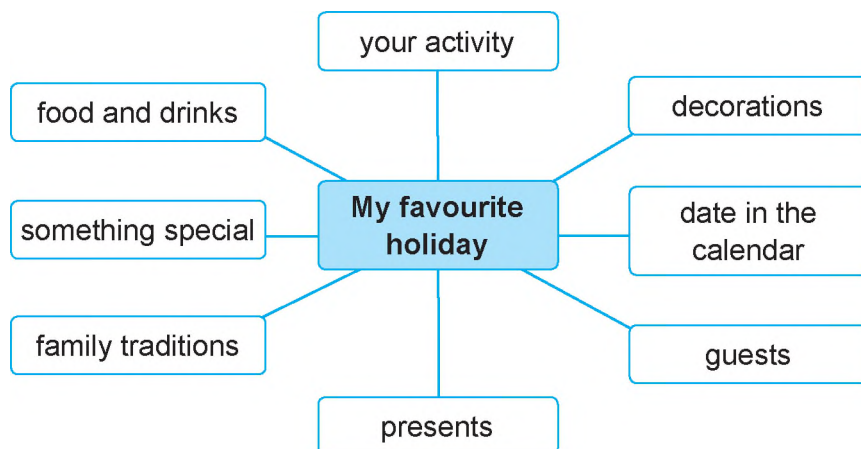 your activity
food and drinks
decorations
My favourite
holiday
something special
date in the
calendar
family traditions
guests
presents